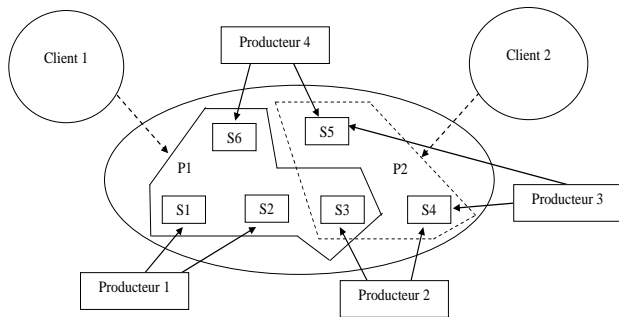 Producteur 4
Client 1
Client 2
S6
S5
P1
P2
S1
S2
S3
S4
Producteur 3
Producteur 1
Producteur 2